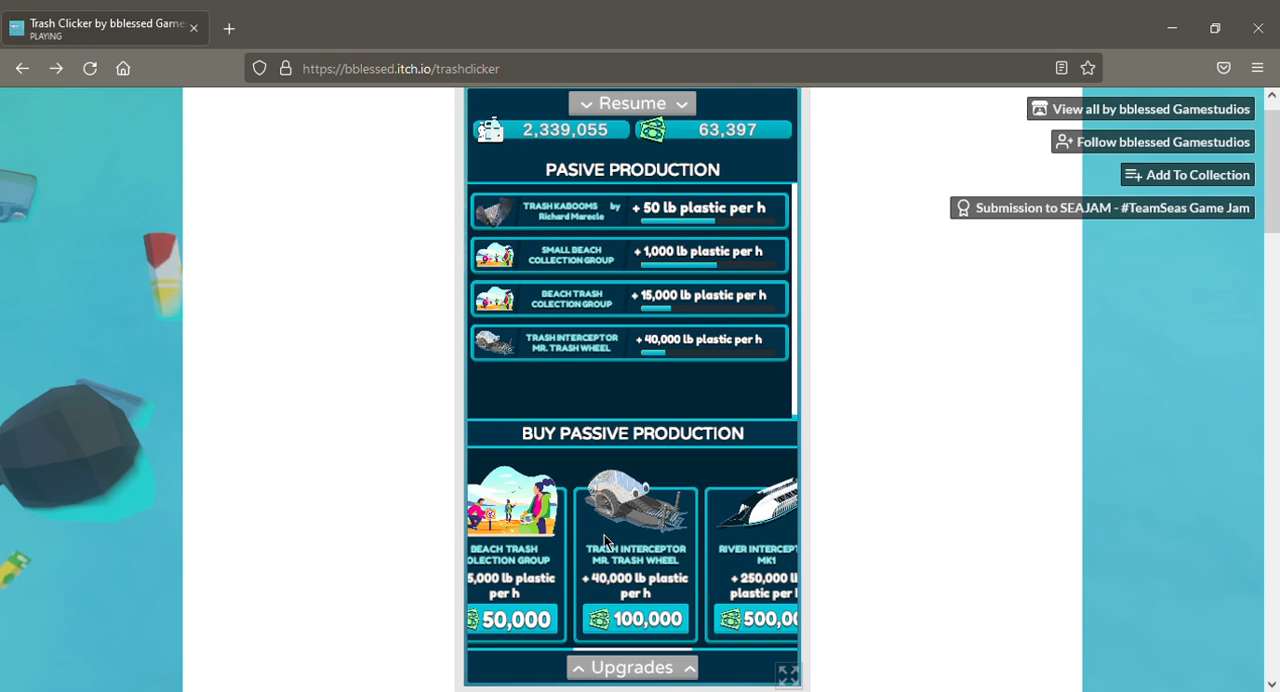 Trash Clicker by bblessed Game
PLAYING
https://bblessed.itch.io/trashclicker
View all by bblessed Gamestudios
Follow bblessed Gamestudios
Add To Collection
Submission to SEAJAM - #TeamSeas Game Jam
Resume
2,339,055 63,397
PASIVE PRODUCTION
TRASH KABOOMS by
Richard Marecle
+ 50 lb plastic per h
SMALL BEACH
COLLECTION GROUP
+ 1,000 lb plastic per h
BEACH TRASH
COLECTION GROUP
+ 15,000 lb plastic per h
TRASH INTERCEPTOR
MR. TRASH WHEEL
+ 40,000 lb plastic per h
BUY PASSIVE PRODUCTION
BEACH TRASH
OLECTION GROUP
5,000 lb plastic
per h
50,000
TRASH INTERCEPTOR
MR. TRASH WHEEL
+ 40,000 lb plastic
per h
100,000
RIVER INTERCEPT
MK1
+ 250,000 l
plastic per
500,00
Upgrades